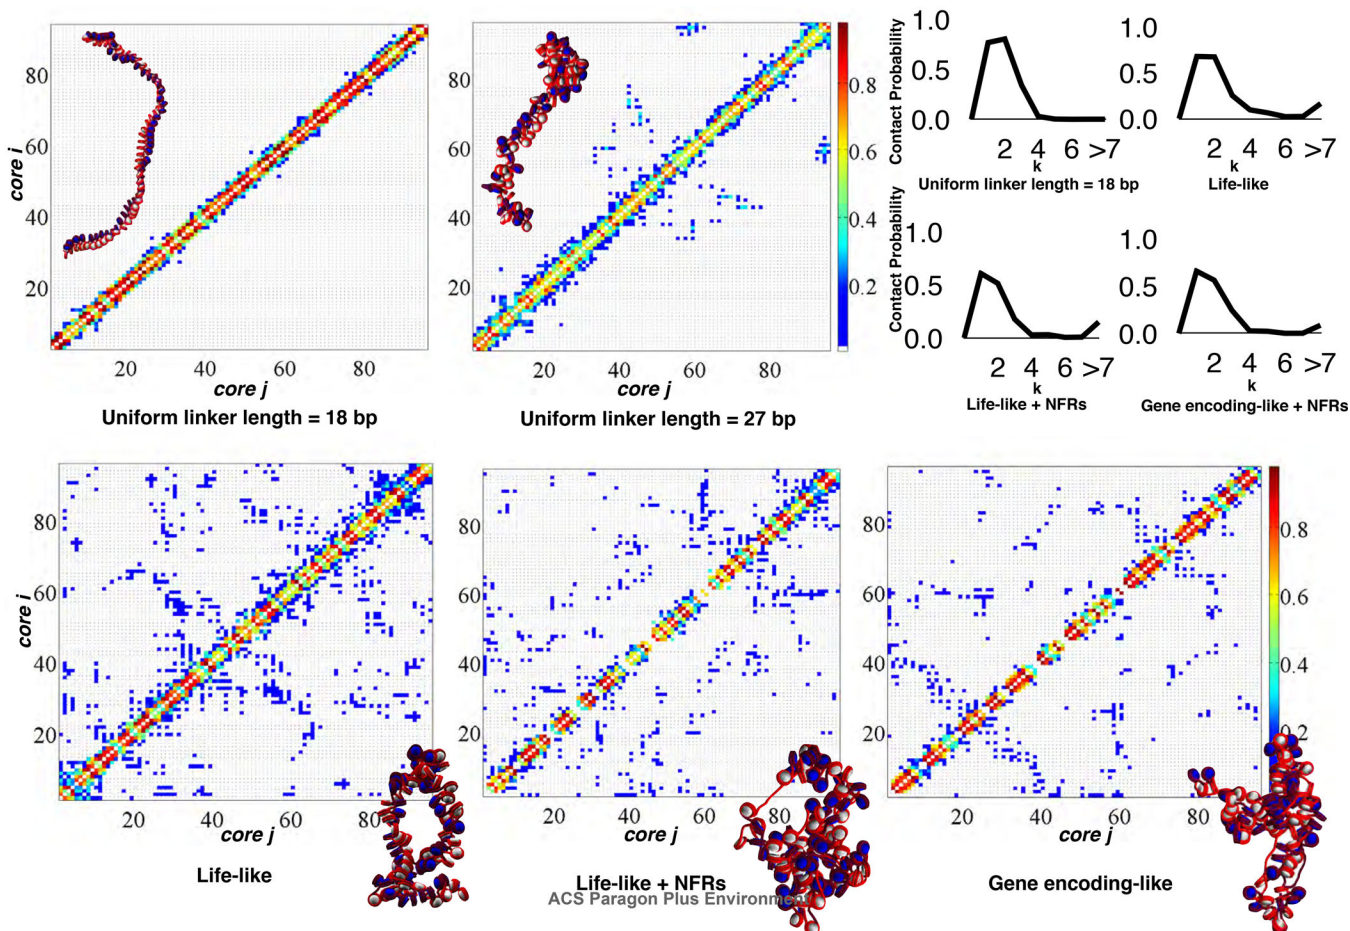 80
60
40
20
core i
20 40 60 80
core j
Uniform linker length = 18 bp
80
60
40
20
20 40 60 80
core j
Uniform linker length = 27 bp
0.8
0.6
0.4
0.2
1.0
0.5
0.0
Contact Probability
2 4 6 >7
k
Uniform linker length = 18 bp
1.0
0.5
0.0
2 4 6 >7
k
Life-like
1.0
0.5
0.0
Contact Probability
2 4 6 >7
k
Life-like + NFRs
1.0
0.5
0.0
2 4 6 >7
k
Gene encoding-like + NFRs
80
60
40
20
core i
20 40 60 80
core j
Life-like
80
60
40
20
20 40 60 80
core j
Life-like + NFRs
80
60
40
20
20 40 60 80
core j
Gene encoding-like
0.8
0.6
0.4
ACS Paragon Plus Environment